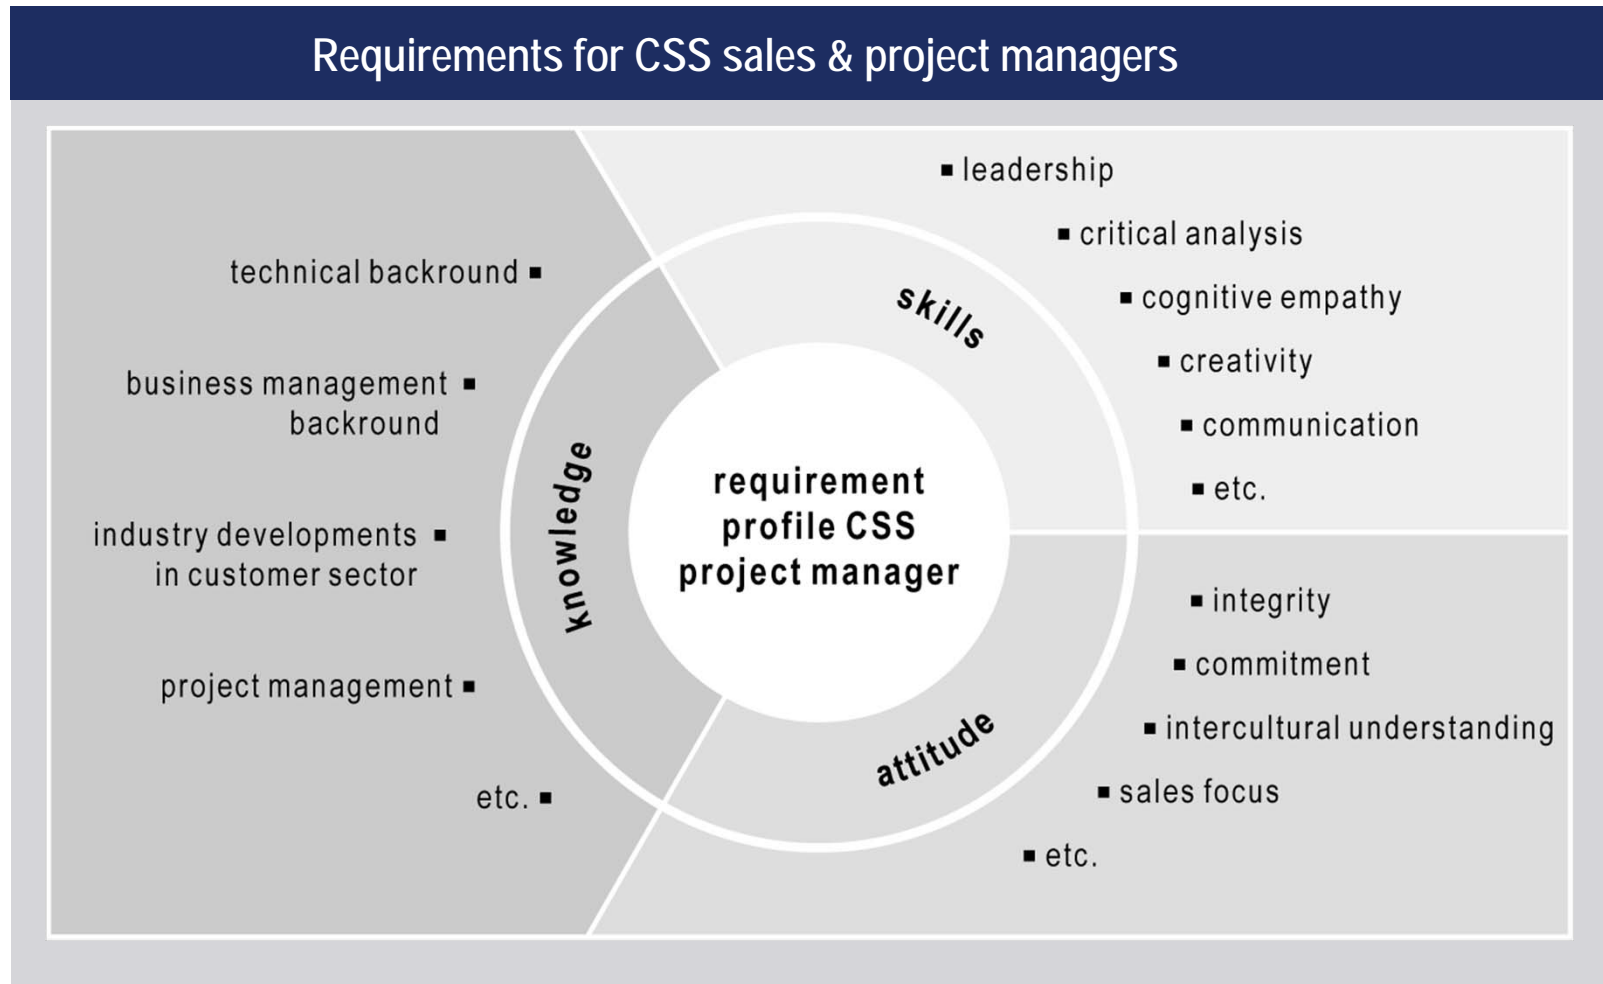 Requirements for CSS sales & project managers
technical backround
business management
backround
industry developments
in customer sector
project management
etc.
knowledge
requirement
profile CSS
project manager
skills
leadership
critical analysis
cognitive empathy
creativity
communication
etc.
attitude
integrity
commitment
intercultural understanding
sales focus
etc.